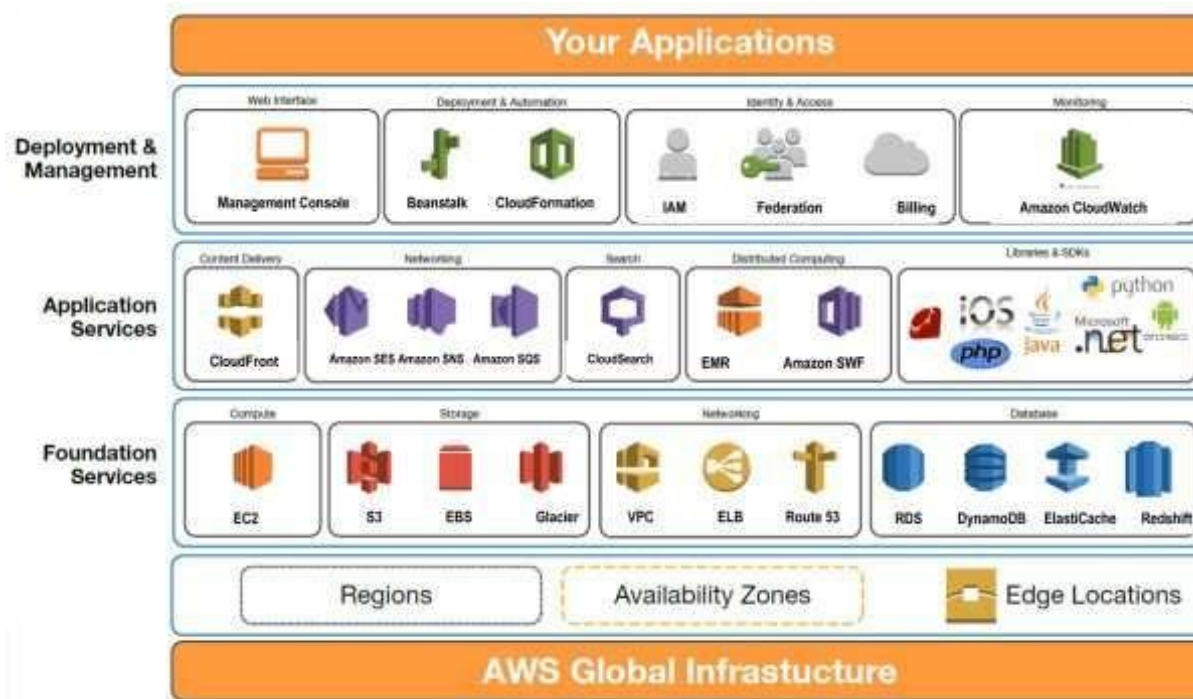 Your Applications
Deployment &
Management
Web Interface
Deployment & Automation
Identity & Access
Monitoring
Management Console
Beanstalk
CloudFormation
IAM
Federation
Billing
Amazon CloudWatch
Application
Services
Content Delivery
Networking
Search
Distributed Computing
Libraries & SDKs
CloudFront
Amazon SES
Amazon SNS
Amazon SQS
CloudSearch
EMR
Amazon SWF
iOS
php
java
python
Microsoft
.net
Foundation
Services
Compute
Storage
Networking
Database
EC2
S3
EBS
Glacier
VPC
ELB
Route 53
RDS
DynamoDB
ElastiCache
Redshift
Regions
Availability Zones
Edge Locations
AWS Global Infrastucture